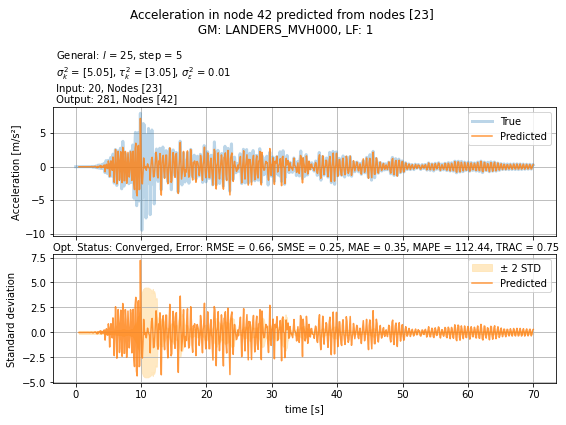 Acceleration in node 42 predicted from nodes [23]
GM: LANDERS_MVH000, LF: 1
General: l = 25, step = 5
σ²ₖ = [5.05], τ²ₖ = [3.05], σ²ε = 0.01
Input: 20, Nodes [23]
Output: 281, Nodes [42]
Acceleration [m/s²]
5
0
−5
−10
True
Predicted
Opt. Status: Converged, Error: RMSE = 0.66, SMSE = 0.25, MAE = 0.35, MAPE = 112.44, TRAC = 0.75
Standard deviation
7.5
5.0
2.5
0.0
−2.5
−5.0
± 2 STD
Predicted
0 10 20 30 40 50 60 70
time [s]